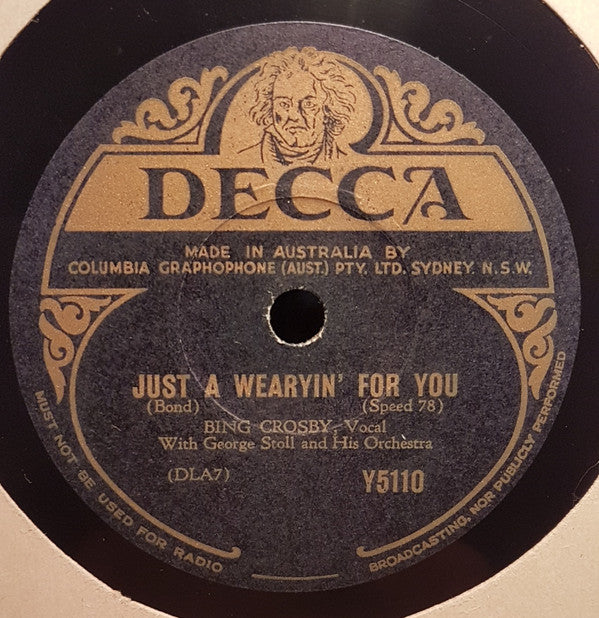 DECCA
MADE IN AUSTRALIA BY
COLUMBIA GRAPHOPHONE (AUST.) PTY. LTD. SYDNEY. N.S.W.
JUST A WEARYIN' FOR YOU
(Bond) (Speed 78)
BING CROSBY, Vocal
With George Stoll and His Orchestra
(DLA7) Y5110
MUST NOT BE USED FOR RADIO
BROADCASTING, NOR PUBLICLY PERFORMED